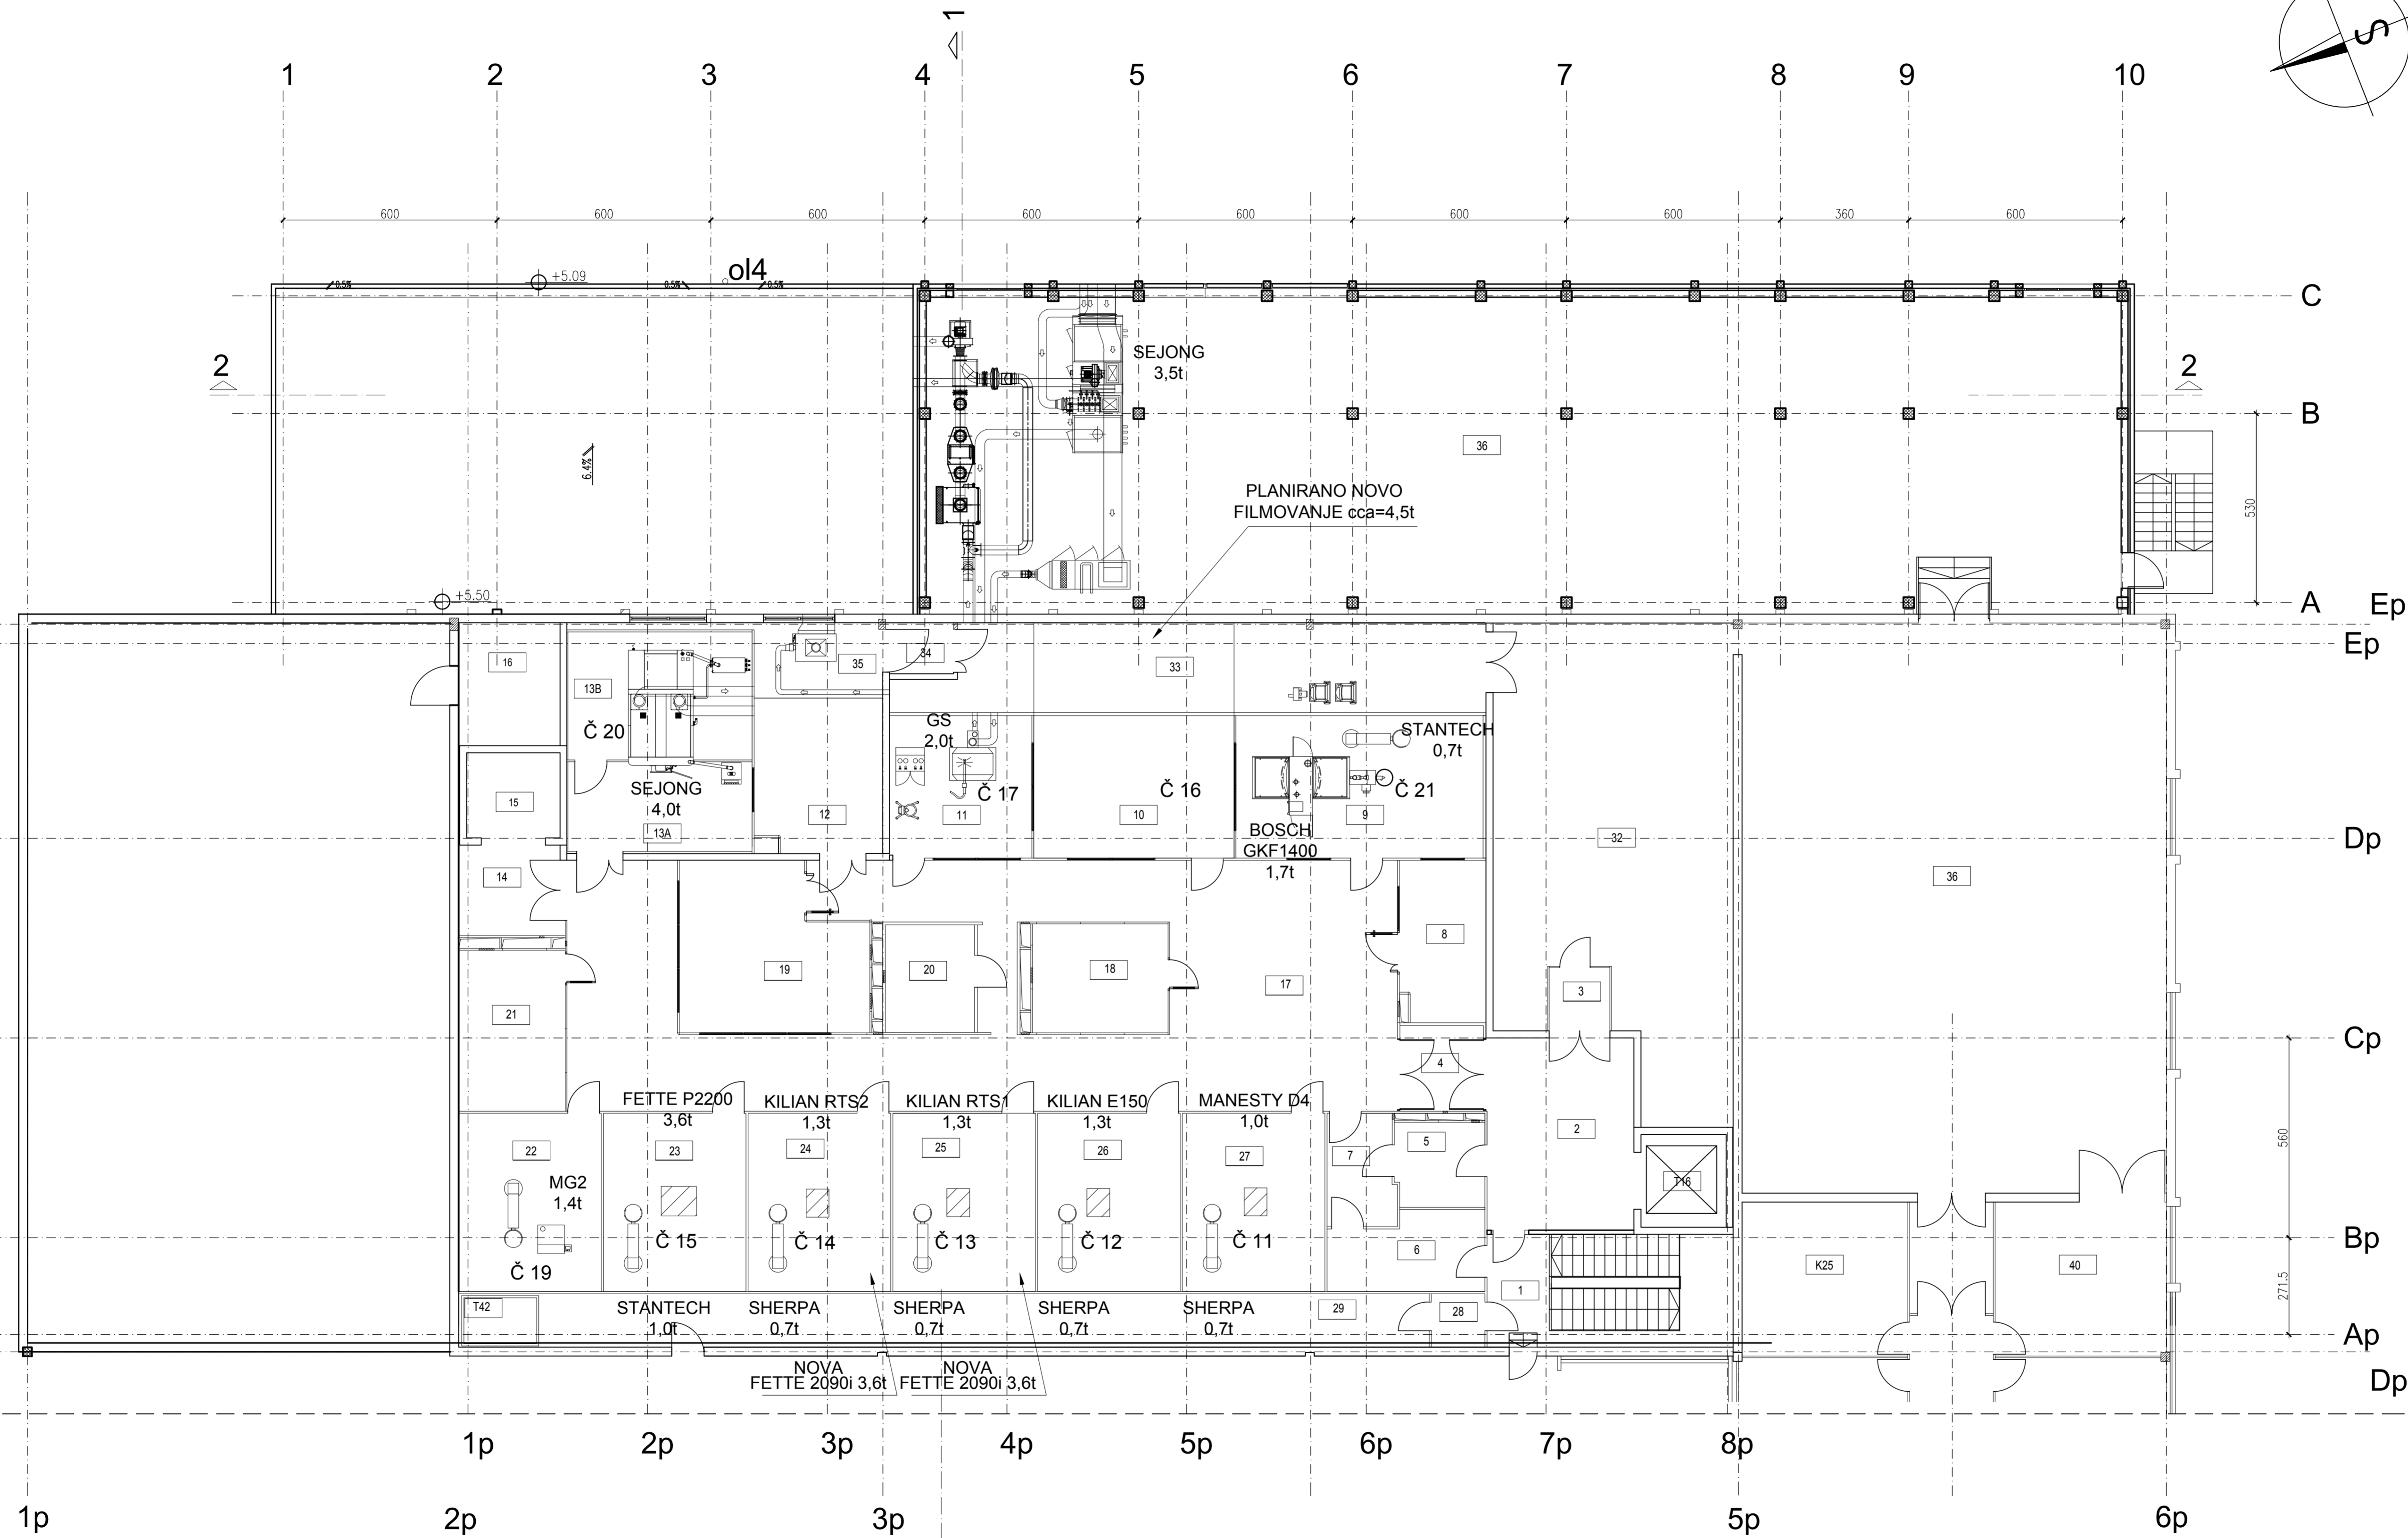 1
S
1
2
3
4
5
6
7
8
9
10
600
600
600
600
600
600
600
360
600
ol4
+5.09
0.5%
0.5%
0.5%
C
2
SEJONG
3,5t
2
B
36
6.4%
PLANIRANO NOVO
FILMOVANJE cca=4,5t
530
+5.50
A
Ep
Ep
16
35
34
33
13B
Č 20
GS
2,0t
STANTECH
0,7t
SEJONG
4,0t
Č 17
Č 16
Č 21
15
12
11
10
9
13A
BOSCH
GKF1400
1,7t
32
Dp
14
36
8
19
20
18
17
3
21
Cp
4
FETTE P2200
3,6t
KILIAN RTS2
1,3t
KILIAN RTS1
1,3t
KILIAN E150
1,3t
MANESTY D4
1,0t
2
5
560
22
23
24
25
26
27
7
MG2
1,4t
T16
Č 15
Č 14
Č 13
Č 12
Č 11
Bp
6
Č 19
K25
40
271.5
1
T42
STANTECH
1,0t
SHERPA
0,7t
SHERPA
0,7t
SHERPA
0,7t
SHERPA
0,7t
29
28
Ap
NOVA
FETTE 2090i 3,6t
NOVA
FETTE 2090i 3,6t
Dp
1p
2p
3p
4p
5p
6p
7p
8p
1p
2p
3p
5p
6p